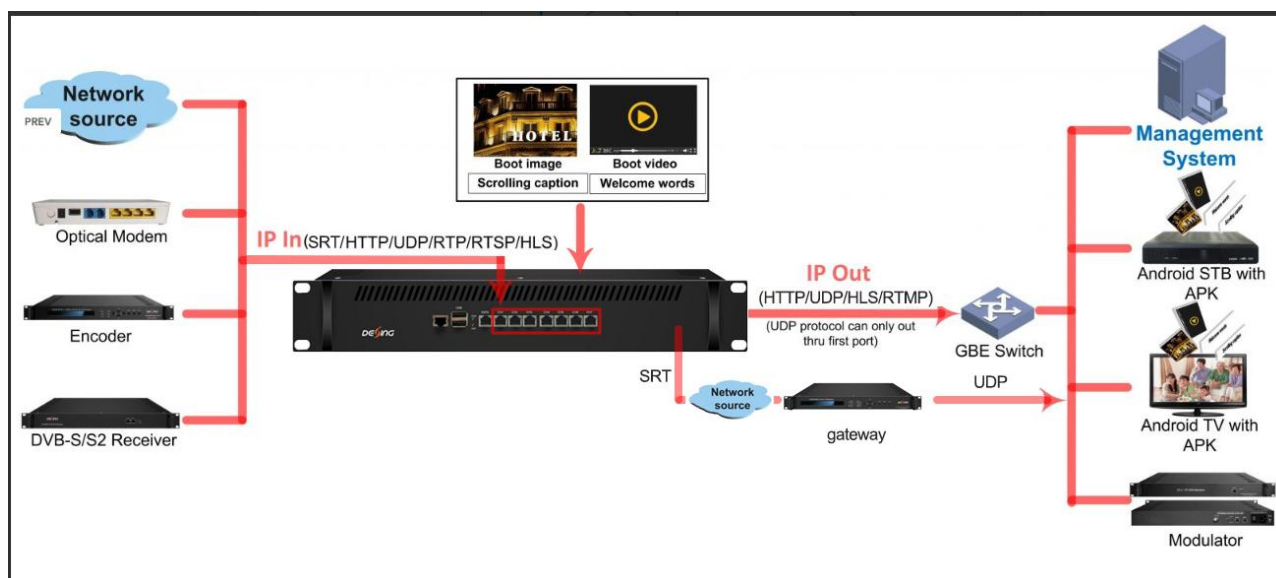 Network
source
PREV
Optical Modem
Encoder
DVB-S/S2 Receiver
IP In(SRT/HTTP/UDP/RTP/RTSP/HLS)
HOTEL
Boot image
Boot video
Scrolling caption
Welcome words
IP Out
(HTTP/UDP/HLS/RTMP)
(UDP protocol can only out
thru first port)
GBE Switch
SRT
Network
source
gateway
UDP
Management
System
Android STB with
APK
Android TV with
APK
Modulator